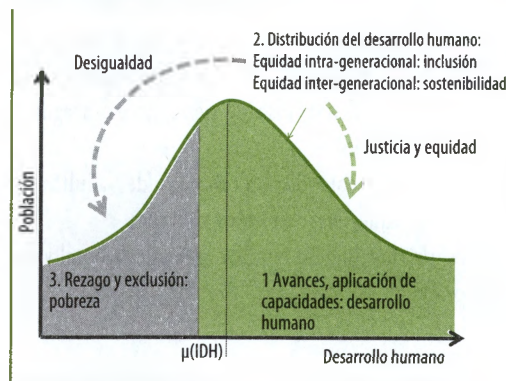 Desigualdad
2. Distribución del desarrollo humano:
Equidad intra-generacional: inclusión
Equidad inter-generacional: sostenibilidad
Justicia y equidad
Población
3. Rezago y exclusión:
pobreza
1 Avances, aplicación de
capacidades: desarrollo
humano
μ(IDH)
Desarrollo humano